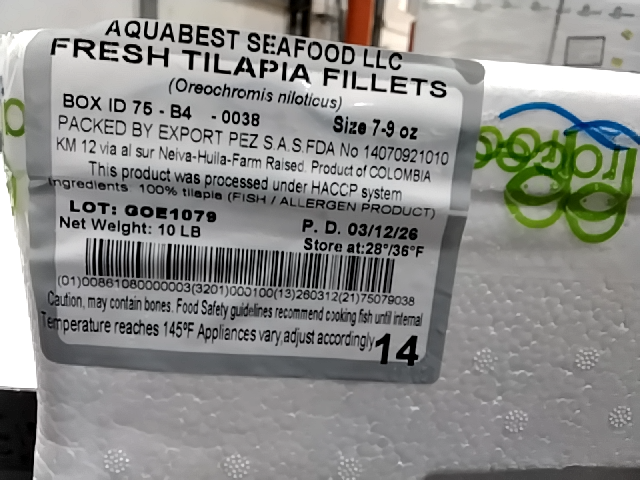 AQUABEST SEAFOOD LLC
FRESH TILAPIA FILLETS
(Oreochromis niloticus)
BOX ID 75 - B4 - 0038 Size 7-9 oz
PACKED BY EXPORT PEZ S.A.S.FDA No 14070921010
KM 12 via al sur Neiva-Huila-Farm Raised. Product of COLOMBIA
This product was processed under HACCP system
Ingredients 100% tilapia (FISH / ALLERGEN PRODUCT)
LOT: GOE1079 P. D. 03/12/26
Net Weight: 10 LB Store at:28°/36°F
(01)00861080000003(3201)000100(13)260312(21)75079038
Caution, may contain bones. Food Safety guidelines recommend cooking fish until internal
Temperature reaches 145°F Appliances vary,adjust accordingly
14